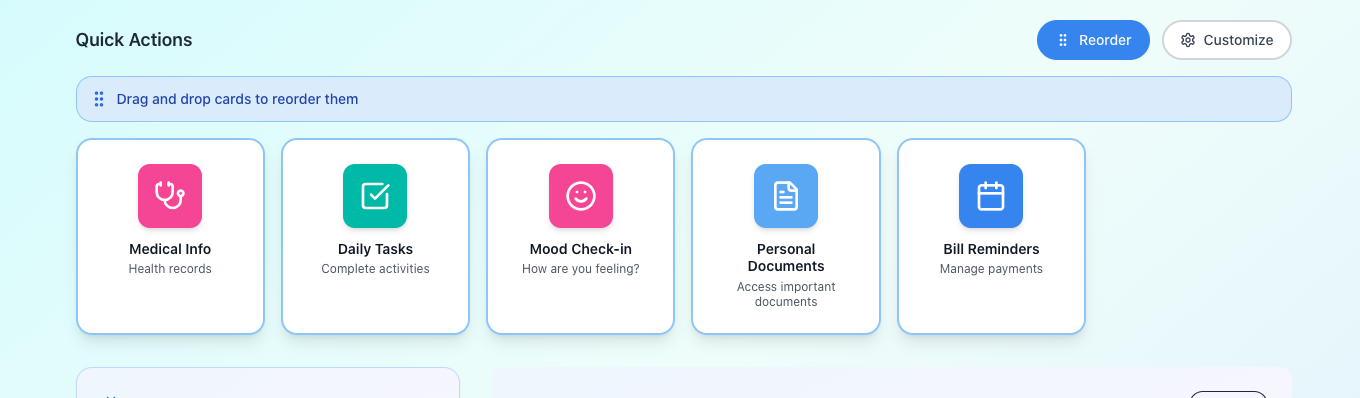 Quick Actions
Reorder
Customize
Drag and drop cards to reorder them
Medical Info
Health records
Daily Tasks
Complete activities
Mood Check-in
How are you feeling?
Personal
Documents
Access important
documents
Bill Reminders
Manage payments